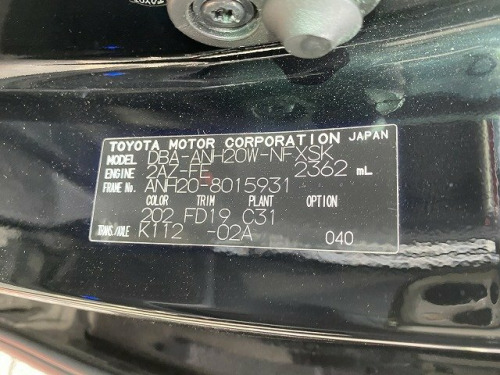 TOYOTA MOTOR CORPORATION JAPAN
MODEL DBA-ANH20W-NFXSK
ENGINE 2AZ-FE 2362 mL
FRAME No. ANH20-8015931
COLOR TRIM PLANT OPTION
202 FD19 C31
TRANS./AXLE K112 -02A 040